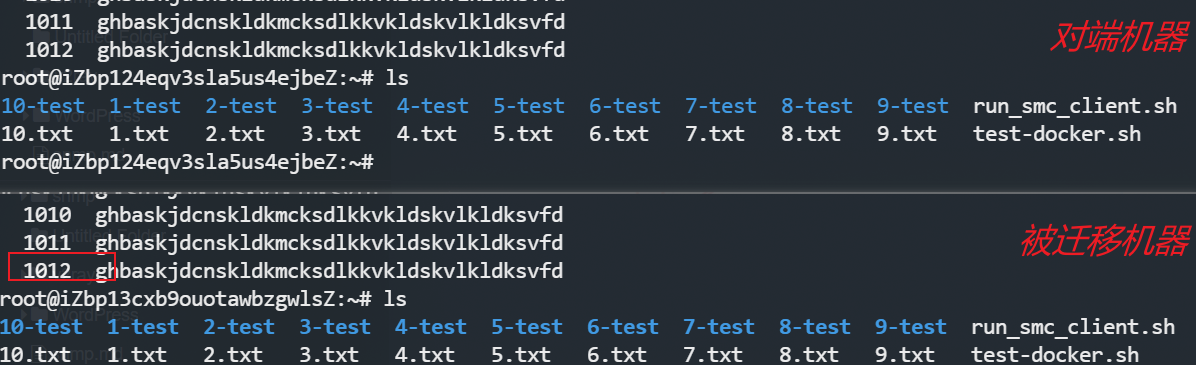 1011 ghbaskjdcnskldkmcksdlkkvkldskvlkldksvfd
对端机器
1012 ghbaskjdcnskldkmcksdlkkvkldskvlkldksvfd
root@iZbp124eqv3sla5us4ejbeZ:~# ls
10-test 1-test 2-test 3-test 4-test 5-test 6-test 7-test 8-test 9-test run_smc_client.sh
10.txt 1.txt 2.txt 3.txt 4.txt 5.txt 6.txt 7.txt 8.txt 9.txt test-docker.sh
root@iZbp124eqv3sla5us4ejbeZ:~#
1010 ghbaskjdcnskldkmcksdlkkvkldskvlkldksvfd
1011 ghbaskjdcnskldkmcksdlkkvkldskvlkldksvfd
被迁移机器
1012 ghbaskjdcnskldkmcksdlkkvkldskvlkldksvfd
root@iZbp13cxb9ouotawbzgwlsZ:~# ls
10-test 1-test 2-test 3-test 4-test 5-test 6-test 7-test 8-test 9-test run_smc_client.sh
10.txt 1.txt 2.txt 3.txt 4.txt 5.txt 6.txt 7.txt 8.txt 9.txt test-docker.sh